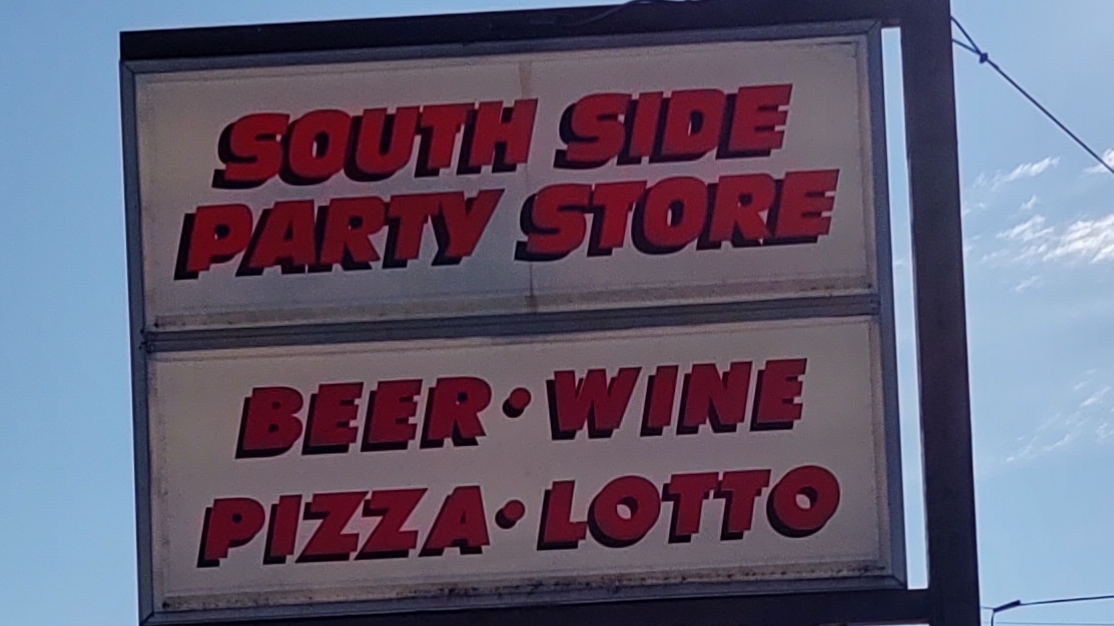 SOUTH SIDE
PARTY STORE
BEER • WINE
PIZZA • LOTTO